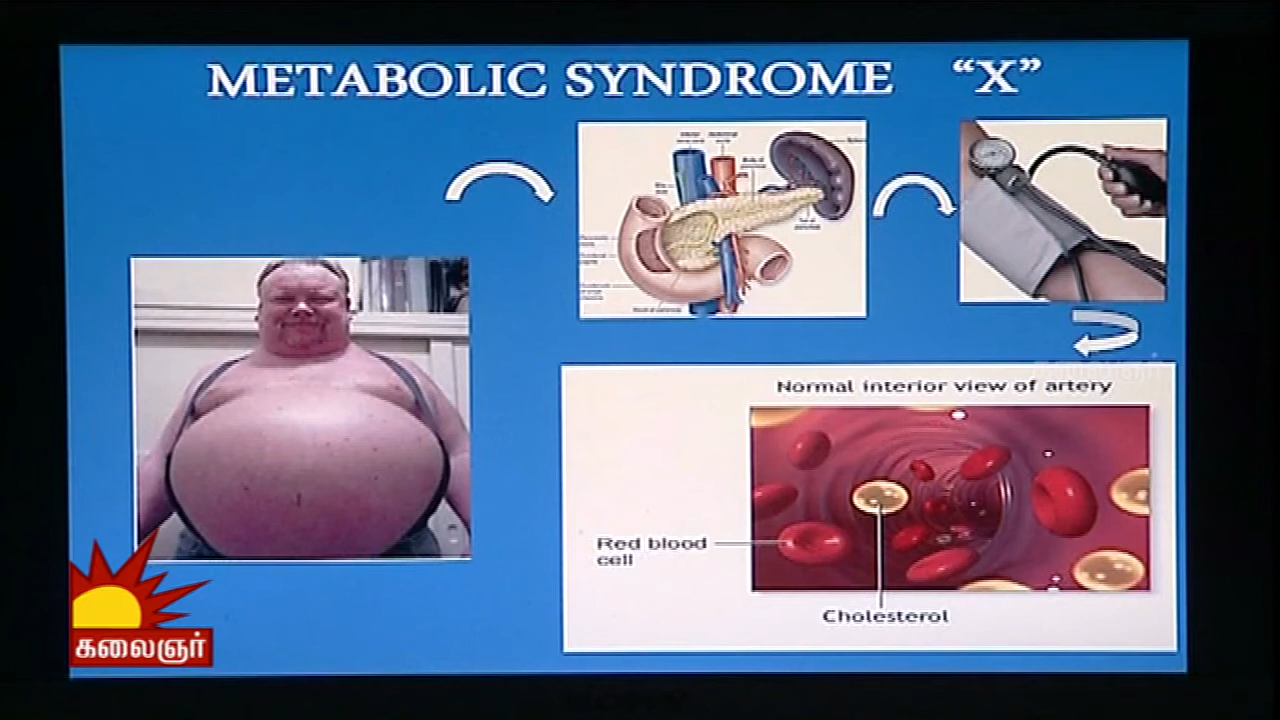 METABOLIC SYNDROME “X”
Normal interior view of artery
Red blood
cell
Cholesterol
கலைஞர்